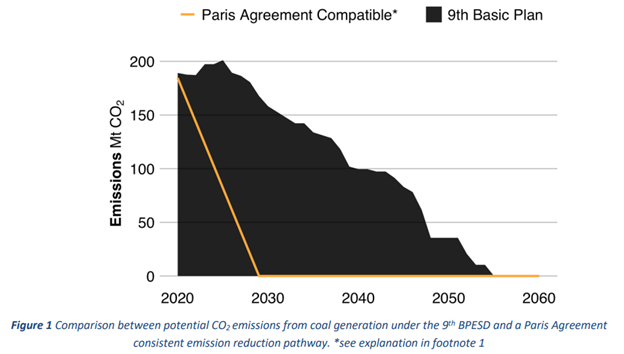 Paris Agreement Compatible* 9th Basic Plan
200
150
100
50
0
Emissions Mt CO₂
2020 2030 2040 2050 2060
Figure 1 Comparison between potential CO₂ emissions from coal generation under the 9th BPESD and a Paris Agreement
consistent emission reduction pathway. *see explanation in footnote 1